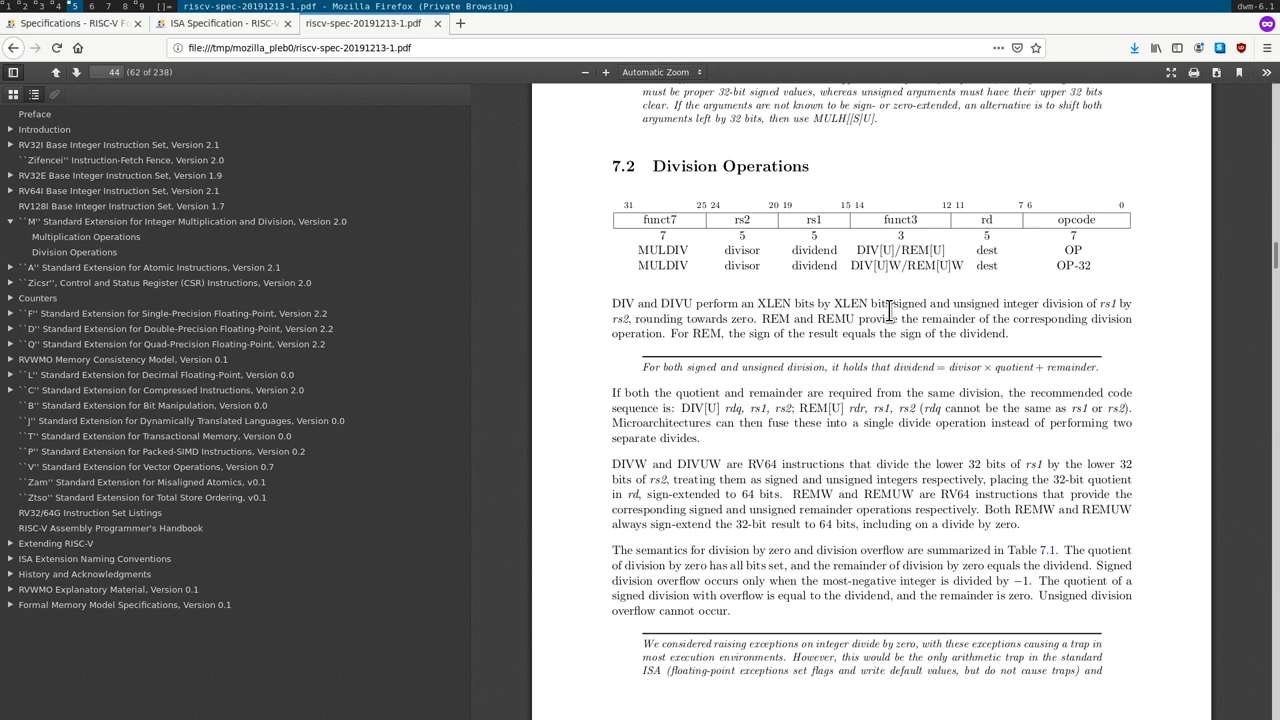 1 2 3 4 5 6 7 8 9 []= riscv-spec-20191213-1.pdf - Mozilla Firefox (Private Browsing) dwm-6.1
Specifications - RISC-V F × ISA Specification - RISC-V × riscv-spec-20191213-1.pdf × +
file:///tmp/mozilla_pleb0/riscv-spec-20191213-1.pdf
44 (62 of 238) − + Automatic Zoom
Preface
Introduction
RV32I Base Integer Instruction Set, Version 2.1
``Zifencei'' Instruction-Fetch Fence, Version 2.0
RV32E Base Integer Instruction Set, Version 1.9
RV64I Base Integer Instruction Set, Version 2.1
RV128I Base Integer Instruction Set, Version 1.7
``M'' Standard Extension for Integer Multiplication and Division, Version 2.0
Multiplication Operations
Division Operations
``A'' Standard Extension for Atomic Instructions, Version 2.1
``Zicsr'', Control and Status Register (CSR) Instructions, Version 2.0
Counters
``F'' Standard Extension for Single-Precision Floating-Point, Version 2.2
``D'' Standard Extension for Double-Precision Floating-Point, Version 2.2
``Q'' Standard Extension for Quad-Precision Floating-Point, Version 2.2
RVWMO Memory Consistency Model, Version 0.1
``L'' Standard Extension for Decimal Floating-Point, Version 0.0
``C'' Standard Extension for Compressed Instructions, Version 2.0
``B'' Standard Extension for Bit Manipulation, Version 0.0
``J'' Standard Extension for Dynamically Translated Languages, Version 0.0
``T'' Standard Extension for Transactional Memory, Version 0.0
``P'' Standard Extension for Packed-SIMD Instructions, Version 0.2
``V'' Standard Extension for Vector Operations, Version 0.7
``Zam'' Standard Extension for Misaligned Atomics, v0.1
``Ztso'' Standard Extension for Total Store Ordering, v0.1
RV32/64G Instruction Set Listings
RISC-V Assembly Programmer's Handbook
Extending RISC-V
ISA Extension Naming Conventions
History and Acknowledgments
RVWMO Explanatory Material, Version 0.1
Formal Memory Model Specifications, Version 0.1
must be proper 32-bit signed values, whereas unsigned arguments must have their upper 32 bits
clear. If the arguments are not known to be sign- or zero-extended, an alternative is to shift both
arguments left by 32 bits, then use MULH[[S]U].
7.2 Division Operations
31 25 24 20 19 15 14 12 11 7 6 0
funct7 rs2 rs1 funct3 rd opcode
7 5 5 3 5 7
MULDIV divisor dividend DIV[U]/REM[U] dest OP
MULDIV divisor dividend DIV[U]W/REM[U]W dest OP-32
DIV and DIVU perform an XLEN bits by XLEN bits signed and unsigned integer division of rs1 by
rs2, rounding towards zero. REM and REMU provide the remainder of the corresponding division
operation. For REM, the sign of the result equals the sign of the dividend.
For both signed and unsigned division, it holds that dividend = divisor × quotient + remainder.
If both the quotient and remainder are required from the same division, the recommended code
sequence is: DIV[U] rdq, rs1, rs2; REM[U] rdr, rs1, rs2 (rdq cannot be the same as rs1 or rs2).
Microarchitectures can then fuse these into a single divide operation instead of performing two
separate divides.
DIVW and DIVUW are RV64 instructions that divide the lower 32 bits of rs1 by the lower 32
bits of rs2, treating them as signed and unsigned integers respectively, placing the 32-bit quotient
in rd, sign-extended to 64 bits. REMW and REMUW are RV64 instructions that provide the
corresponding signed and unsigned remainder operations respectively. Both REMW and REMUW
always sign-extend the 32-bit result to 64 bits, including on a divide by zero.
The semantics for division by zero and division overflow are summarized in Table 7.1. The quotient
of division by zero has all bits set, and the remainder of division by zero equals the dividend. Signed
division overflow occurs only when the most-negative integer is divided by −1. The quotient of a
signed division with overflow is equal to the dividend, and the remainder is zero. Unsigned division
overflow cannot occur.
We considered raising exceptions on integer divide by zero, with these exceptions causing a trap in
most execution environments. However, this would be the only arithmetic trap in the standard
ISA (floating-point exceptions set flags and write default values, but do not cause traps) and